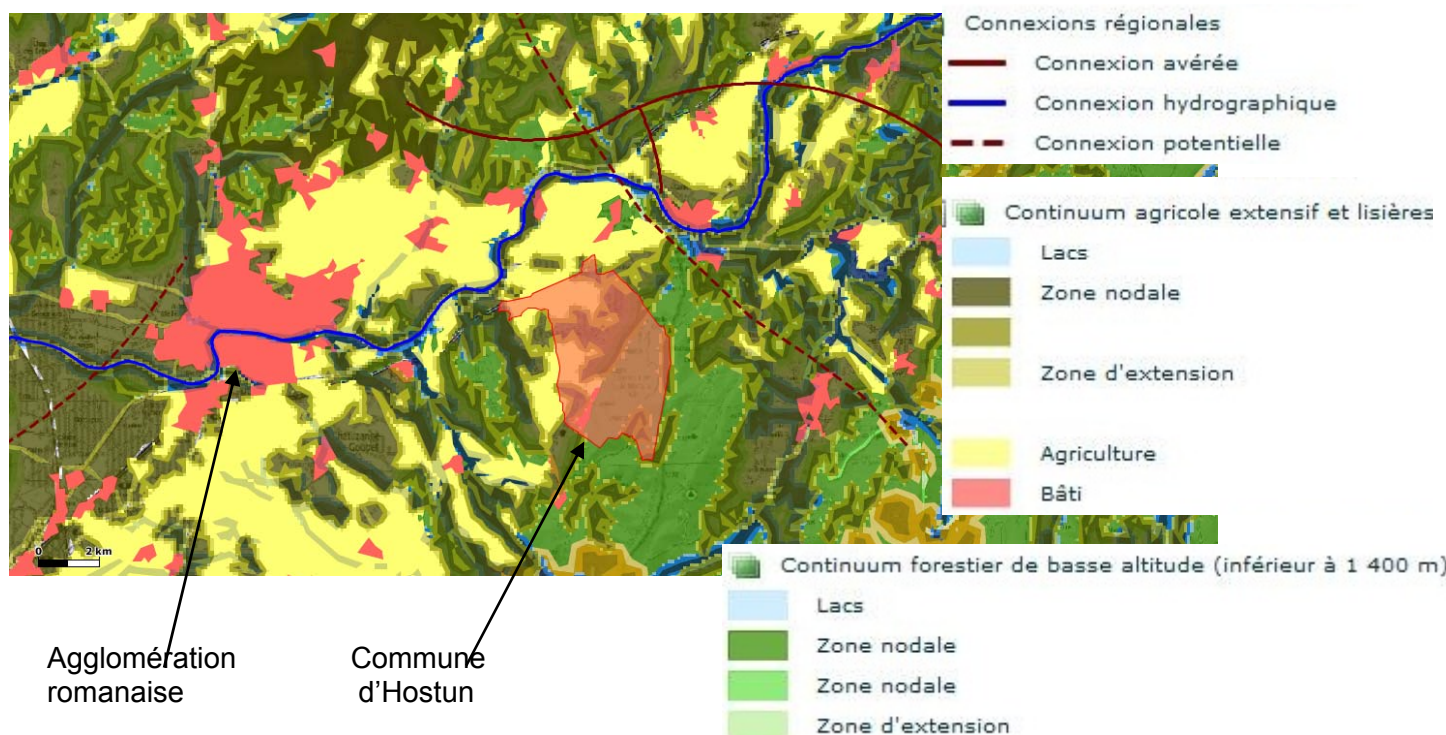 Connexions régionales
Connexion avérée
Connexion hydrographique
Connexion potentielle
Continuum agricole extensif et lisières
Lacs
Zone nodale
Zone d'extension
Agriculture
Bâti
0 2 km
Continuum forestier de basse altitude (inférieur à 1 400 m)
Lacs
Zone nodale
Zone nodale
Zone d'extension
Agglomération
romanaise
Commune
d'Hostun